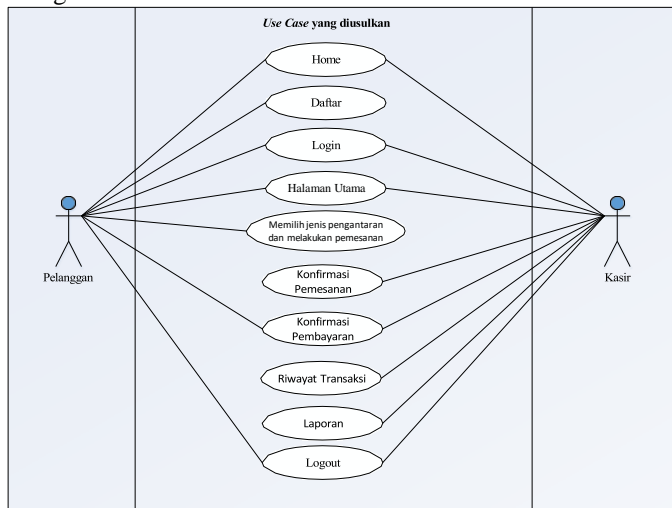 Use Case yang diusulkan
Home
Daftar
Login
Halaman Utama
Memilih jenis pengantaran
dan melakukan pemesanan
Pelanggan
Kasir
Konfirmasi
Pemesanan
Konfirmasi
Pembayaran
Riwayat Transaksi
Laporan
Logout